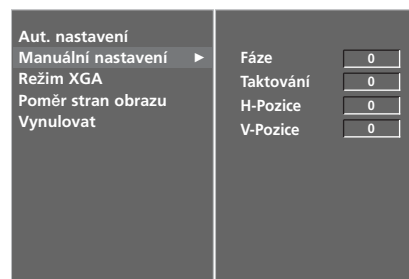 Aut. nastavení
Manuální nastavení ►
Režim XGA
Poměr stran obrazu
Vynulovat
Fáze 0
Taktování 0
H-Pozice 0
V-Pozice 0